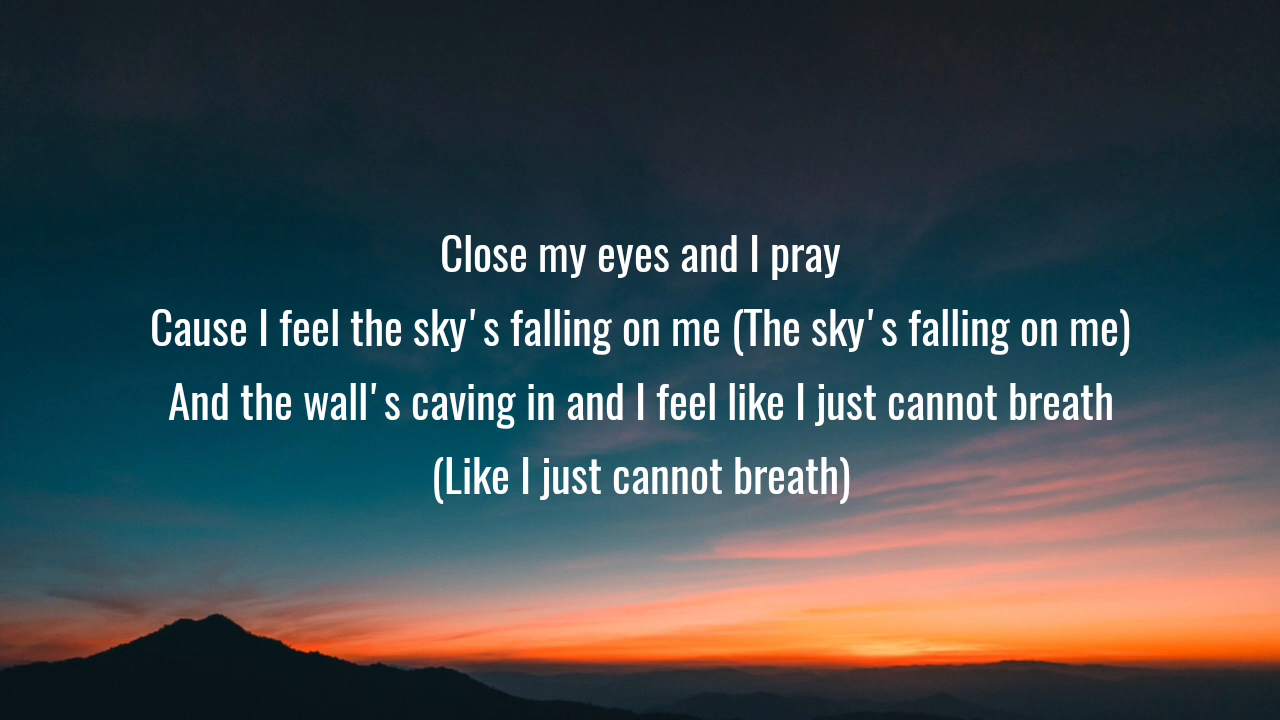 Close my eyes and I pray
Cause I feel the sky's falling on me (The sky's falling on me)
And the wall's caving in and I feel like I just cannot breath
(Like I just cannot breath)